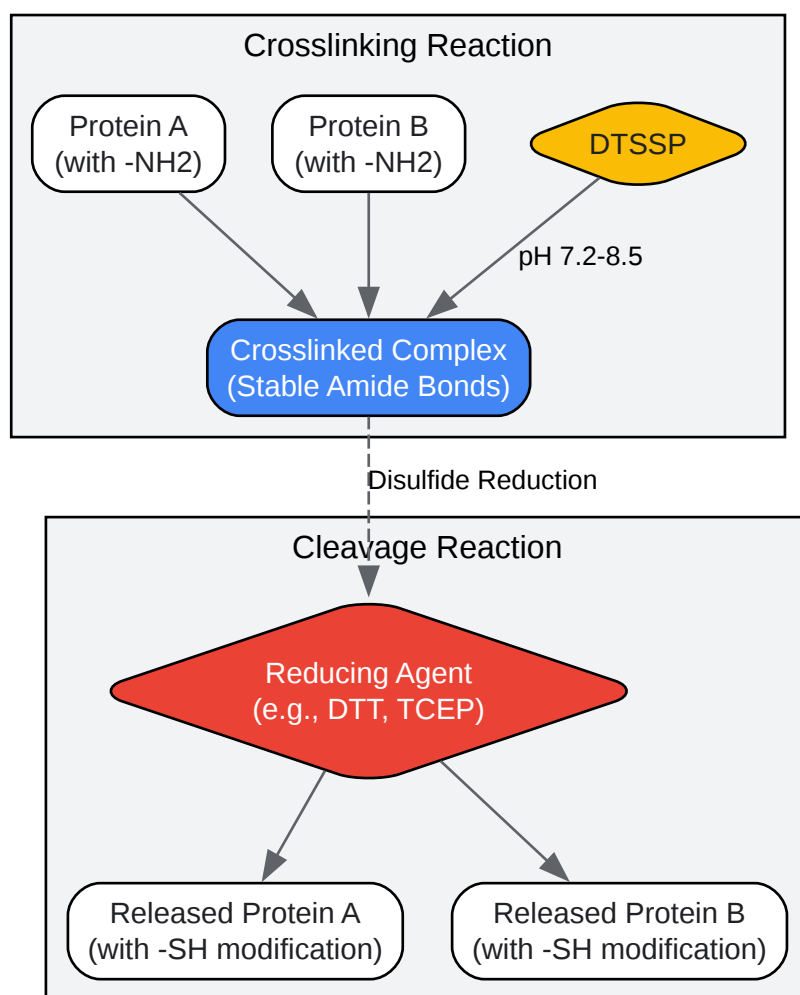 Crosslinking Reaction
Protein A
(with -NH2)
Protein B
(with -NH2)
DTSSP
pH 7.2-8.5
Crosslinked Complex
(Stable Amide Bonds)
Disulfide Reduction
Cleavage Reaction
Reducing Agent
(e.g., DTT, TCEP)
Released Protein A
(with -SH modification)
Released Protein B
(with -SH modification)